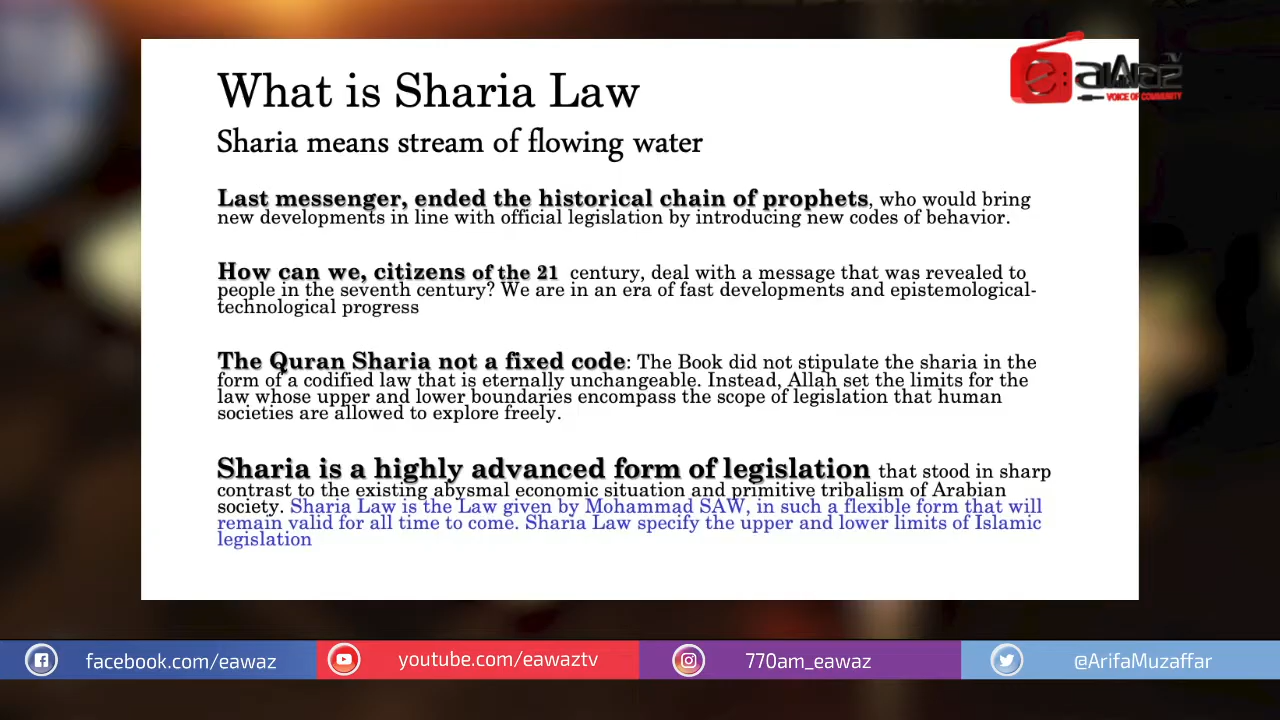 What is Sharia Law
Sharia means stream of flowing water
Last messenger, ended the historical chain of prophets, who would bring
new developments in line with official legislation by introducing new codes of behavior.
How can we, citizens of the 21 century, deal with a message that was revealed to
people in the seventh century? We are in an era of fast developments and epistemological-
technological progress
The Quran Sharia not a fixed code: The Book did not stipulate the sharia in the
form of a codified law that is eternally unchangeable. Instead, Allah set the limits for the
law whose upper and lower boundaries encompass the scope of legislation that human
societies are allowed to explore freely.
Sharia is a highly advanced form of legislation that stood in sharp
contrast to the existing abysmal economic situation and primitive tribalism of Arabian
society. Sharia Law is the Law given by Mohammad SAW, in such a flexible form that will
remain valid for all time to come. Sharia Law specify the upper and lower limits of Islamic
legislation
e:alAwaz TV
VOICE OF COMMUNITY
facebook.com/eawaz
youtube.com/eawaztv
770am_eawaz
@ArifaMuzaffar